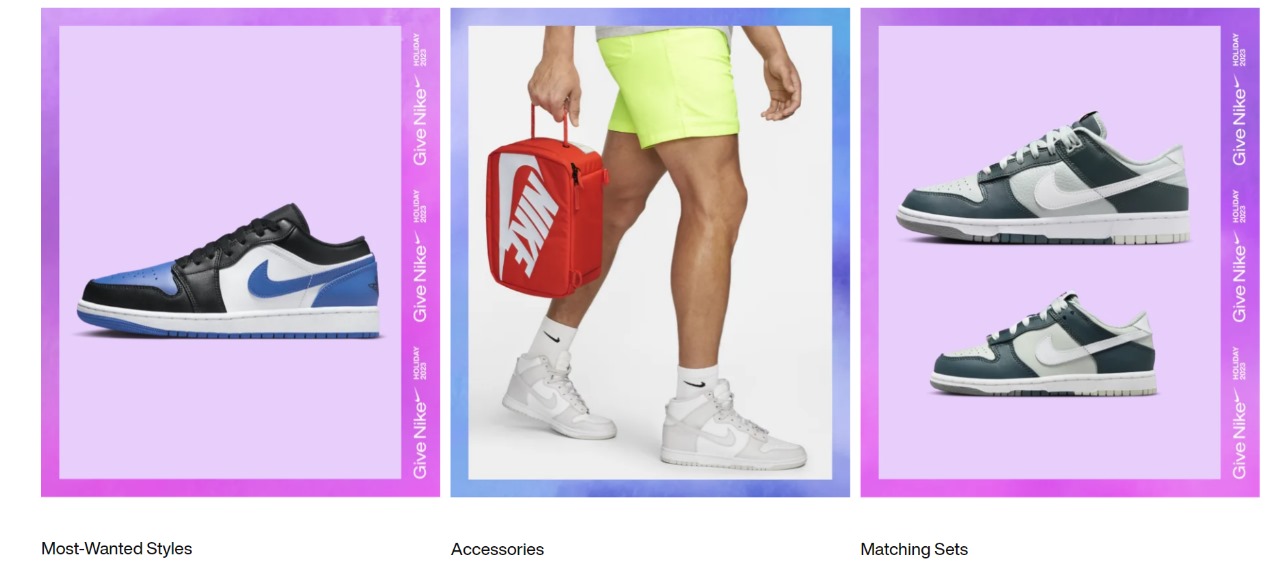 Give Nike HOLIDAY 2023
Give Nike HOLIDAY 2023
Give Nike HOLIDAY 2023
NIKE
Give Nike HOLIDAY 2023
Give Nike HOLIDAY 2023
Give Nike HOLIDAY 2023
Most-Wanted Styles
Accessories
Matching Sets